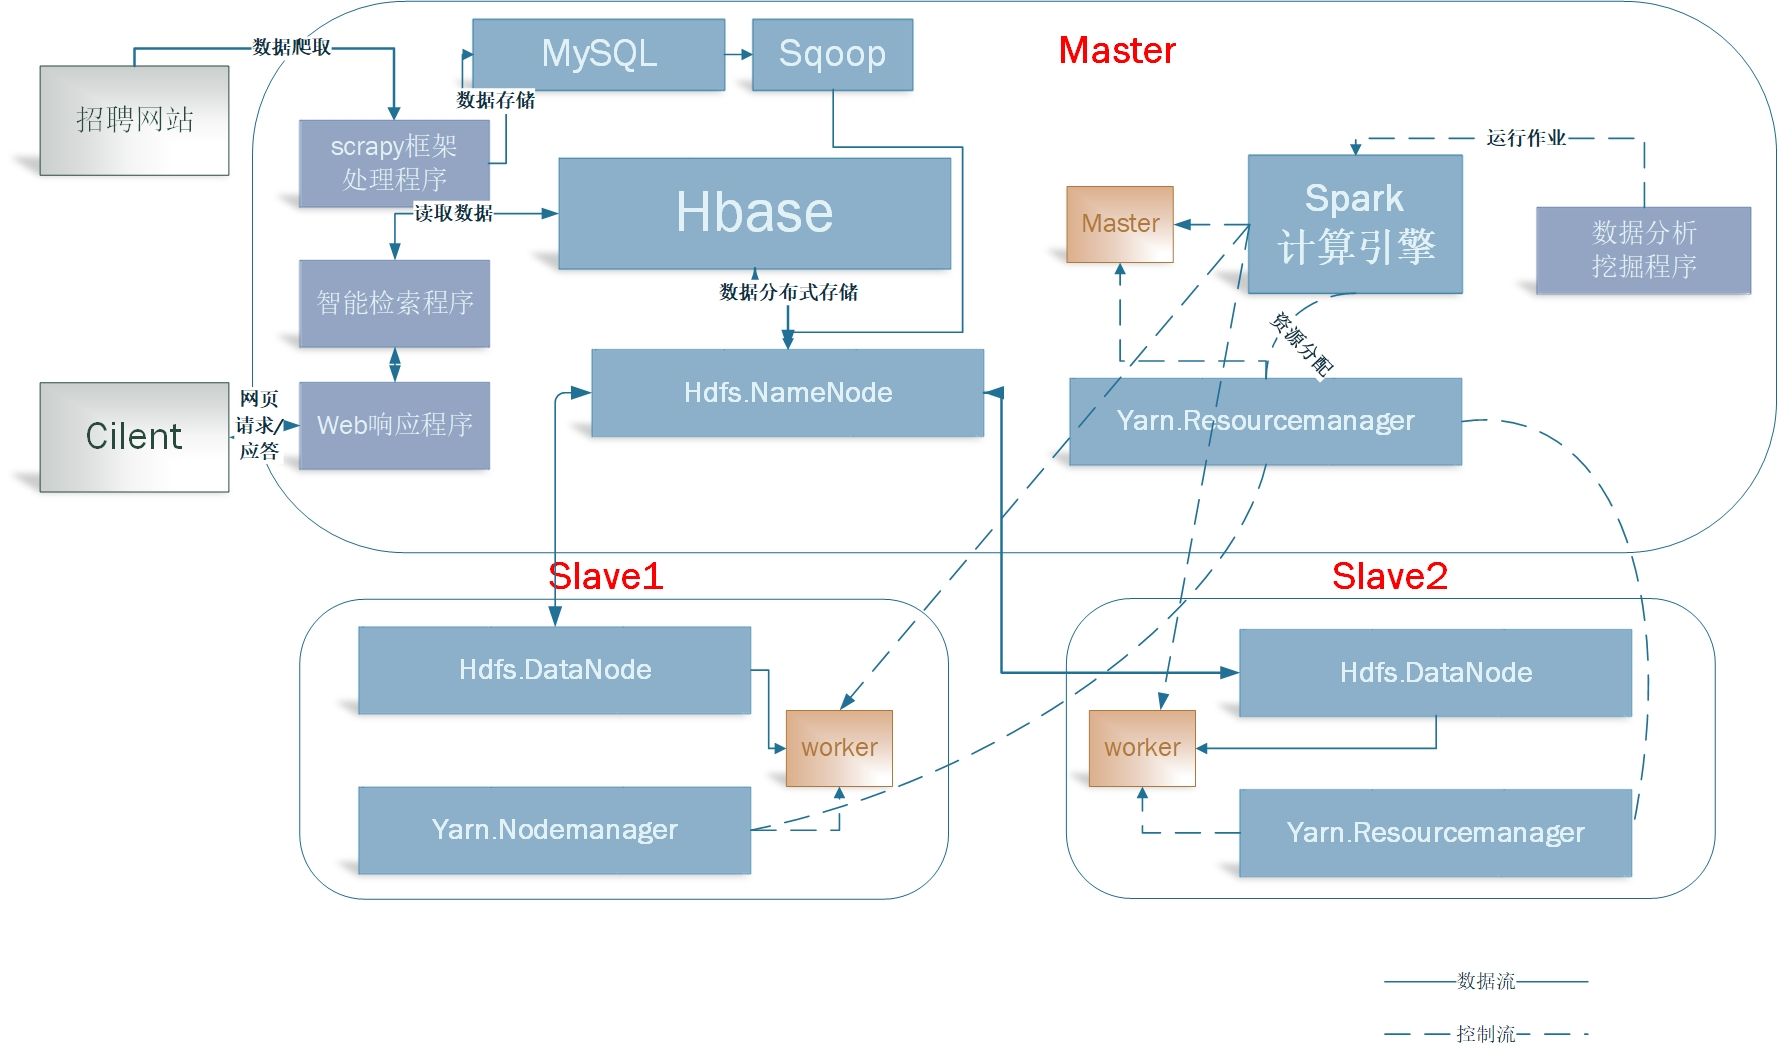 数据爬取
MySQL
Sqoop
Master
招聘网站
数据存储
scrapy框架
处理程序
运行作业
Hbase
Master
Spark
计算引擎
数据分析
挖掘程序
读取数据
智能检索程序
数据分布式存储
资源分配
Hdfs.NameNode
Yarn.Resourcemanager
Cilent
网页
请求/
应答
Web响应程序
Slave1
Slave2
Hdfs.DataNode
Hdfs.DataNode
worker
worker
Yarn.Nodemanager
Yarn.Resourcemanager
数据流
控制流